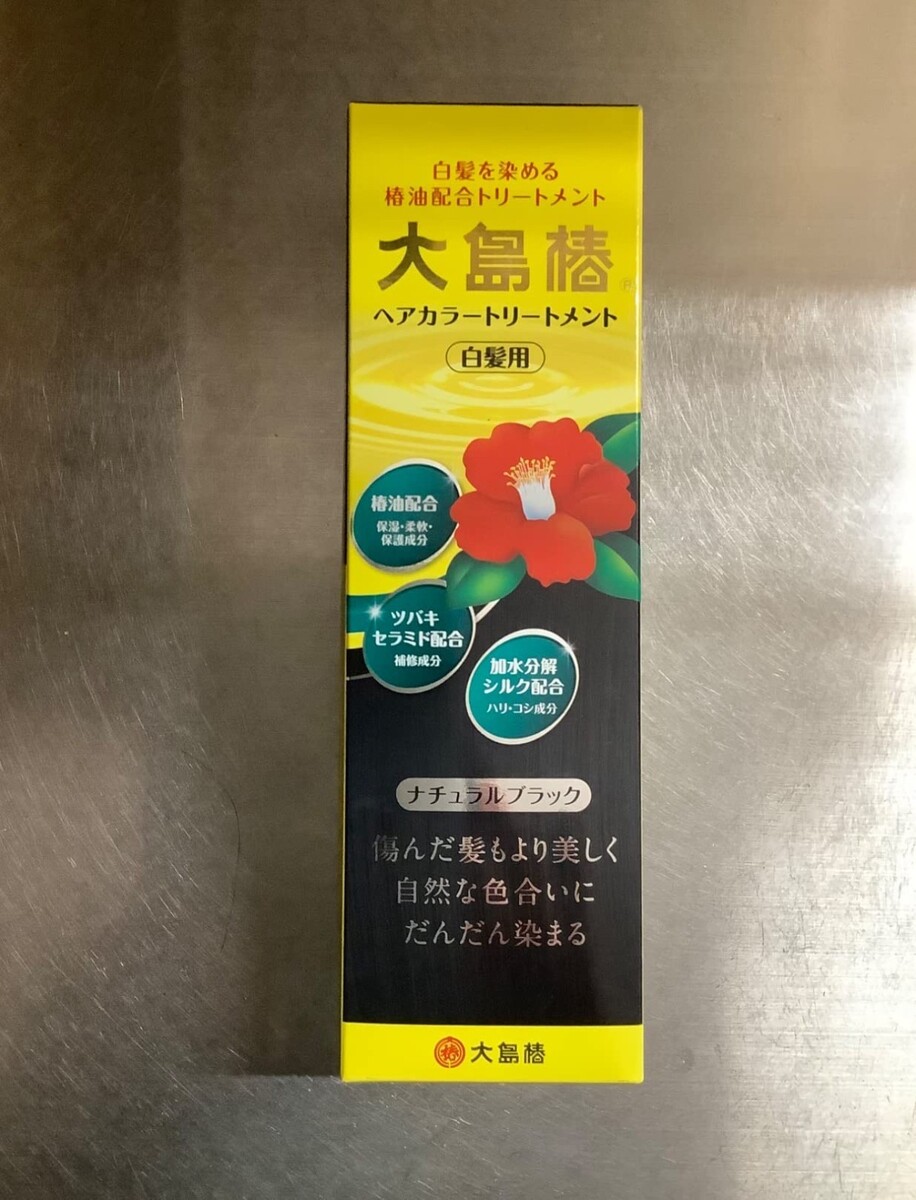 白髪を染める
椿油配合トリートメント
大島椿
ヘアカラートリートメント
白髪用
椿油配合
保湿・柔軟・
保護成分
ツバキ
セラミド配合
補修成分
加水分解
シルク配合
ハリ・コシ成分
ナチュラルブラック
傷んだ髪もより美しく
自然な色合いに
だんだん染まる
椿 大島椿